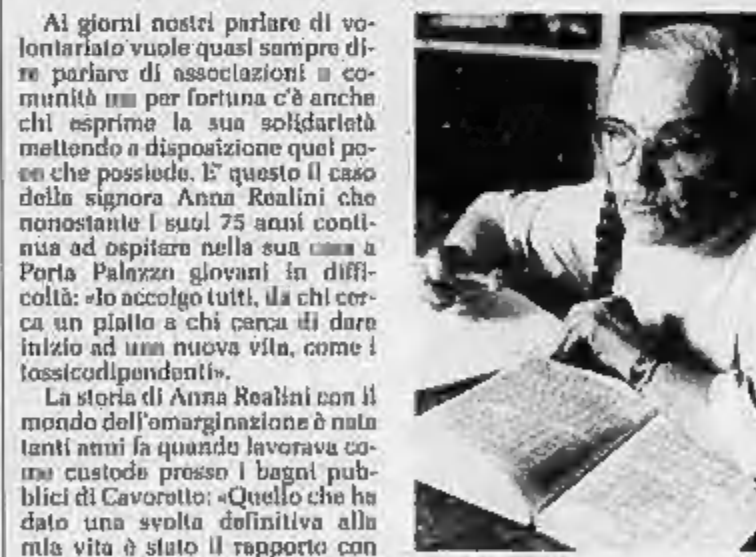 Ai giorni nostri parlare di vo-
lontariato vuole quasi sempre di-
re parlare di associazioni o co-
munità ma per fortuna c'è anche
chi esprime la sua solidarietà
mettendo a disposizione quel po-
co che possiede. E' questo il caso
della signora Anna Realini che
nonostante i suoi 75 anni conti-
nua ad ospitare nella sua casa a
Porta Palazzo giovani in diffi-
coltà: «Io accolgo tutti, da chi cer-
ca un piatto a chi cerca di dare
inizio ad una nuova vita, come i
tossicodipendenti».
La storia di Anna Realini con il
mondo dell'emarginazione è nata
tanti anni fa quando lavorava co-
me custode presso i bagni pub-
blici di Cavoretto: «Quello che ha
dato una svolta definitiva alla
mia vita è stato il rapporto con